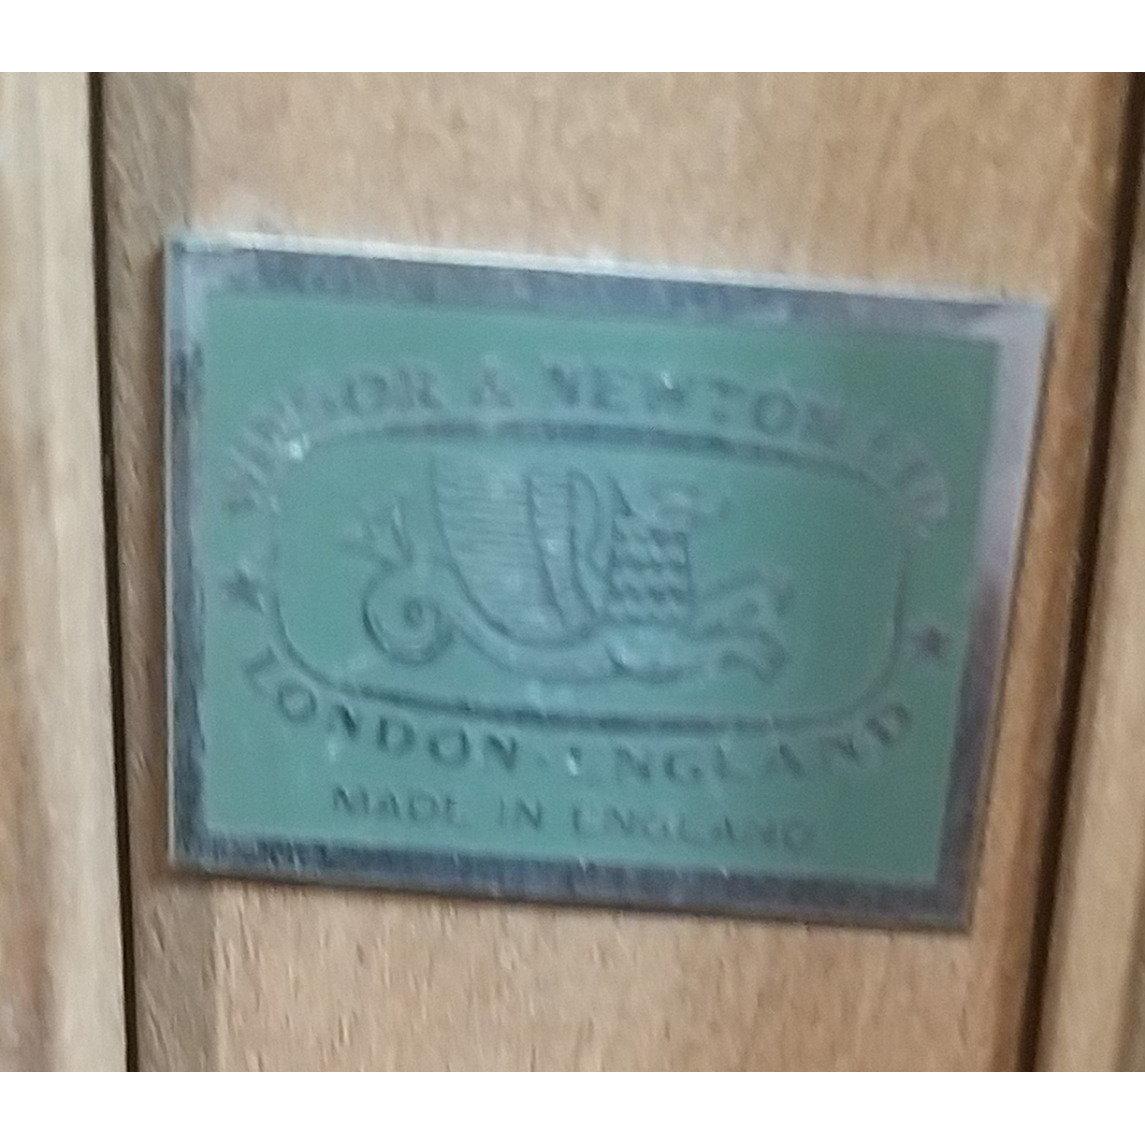 WINSOR & NEWTON LTD.
LONDON · ENGLAND
MADE IN ENGLAND